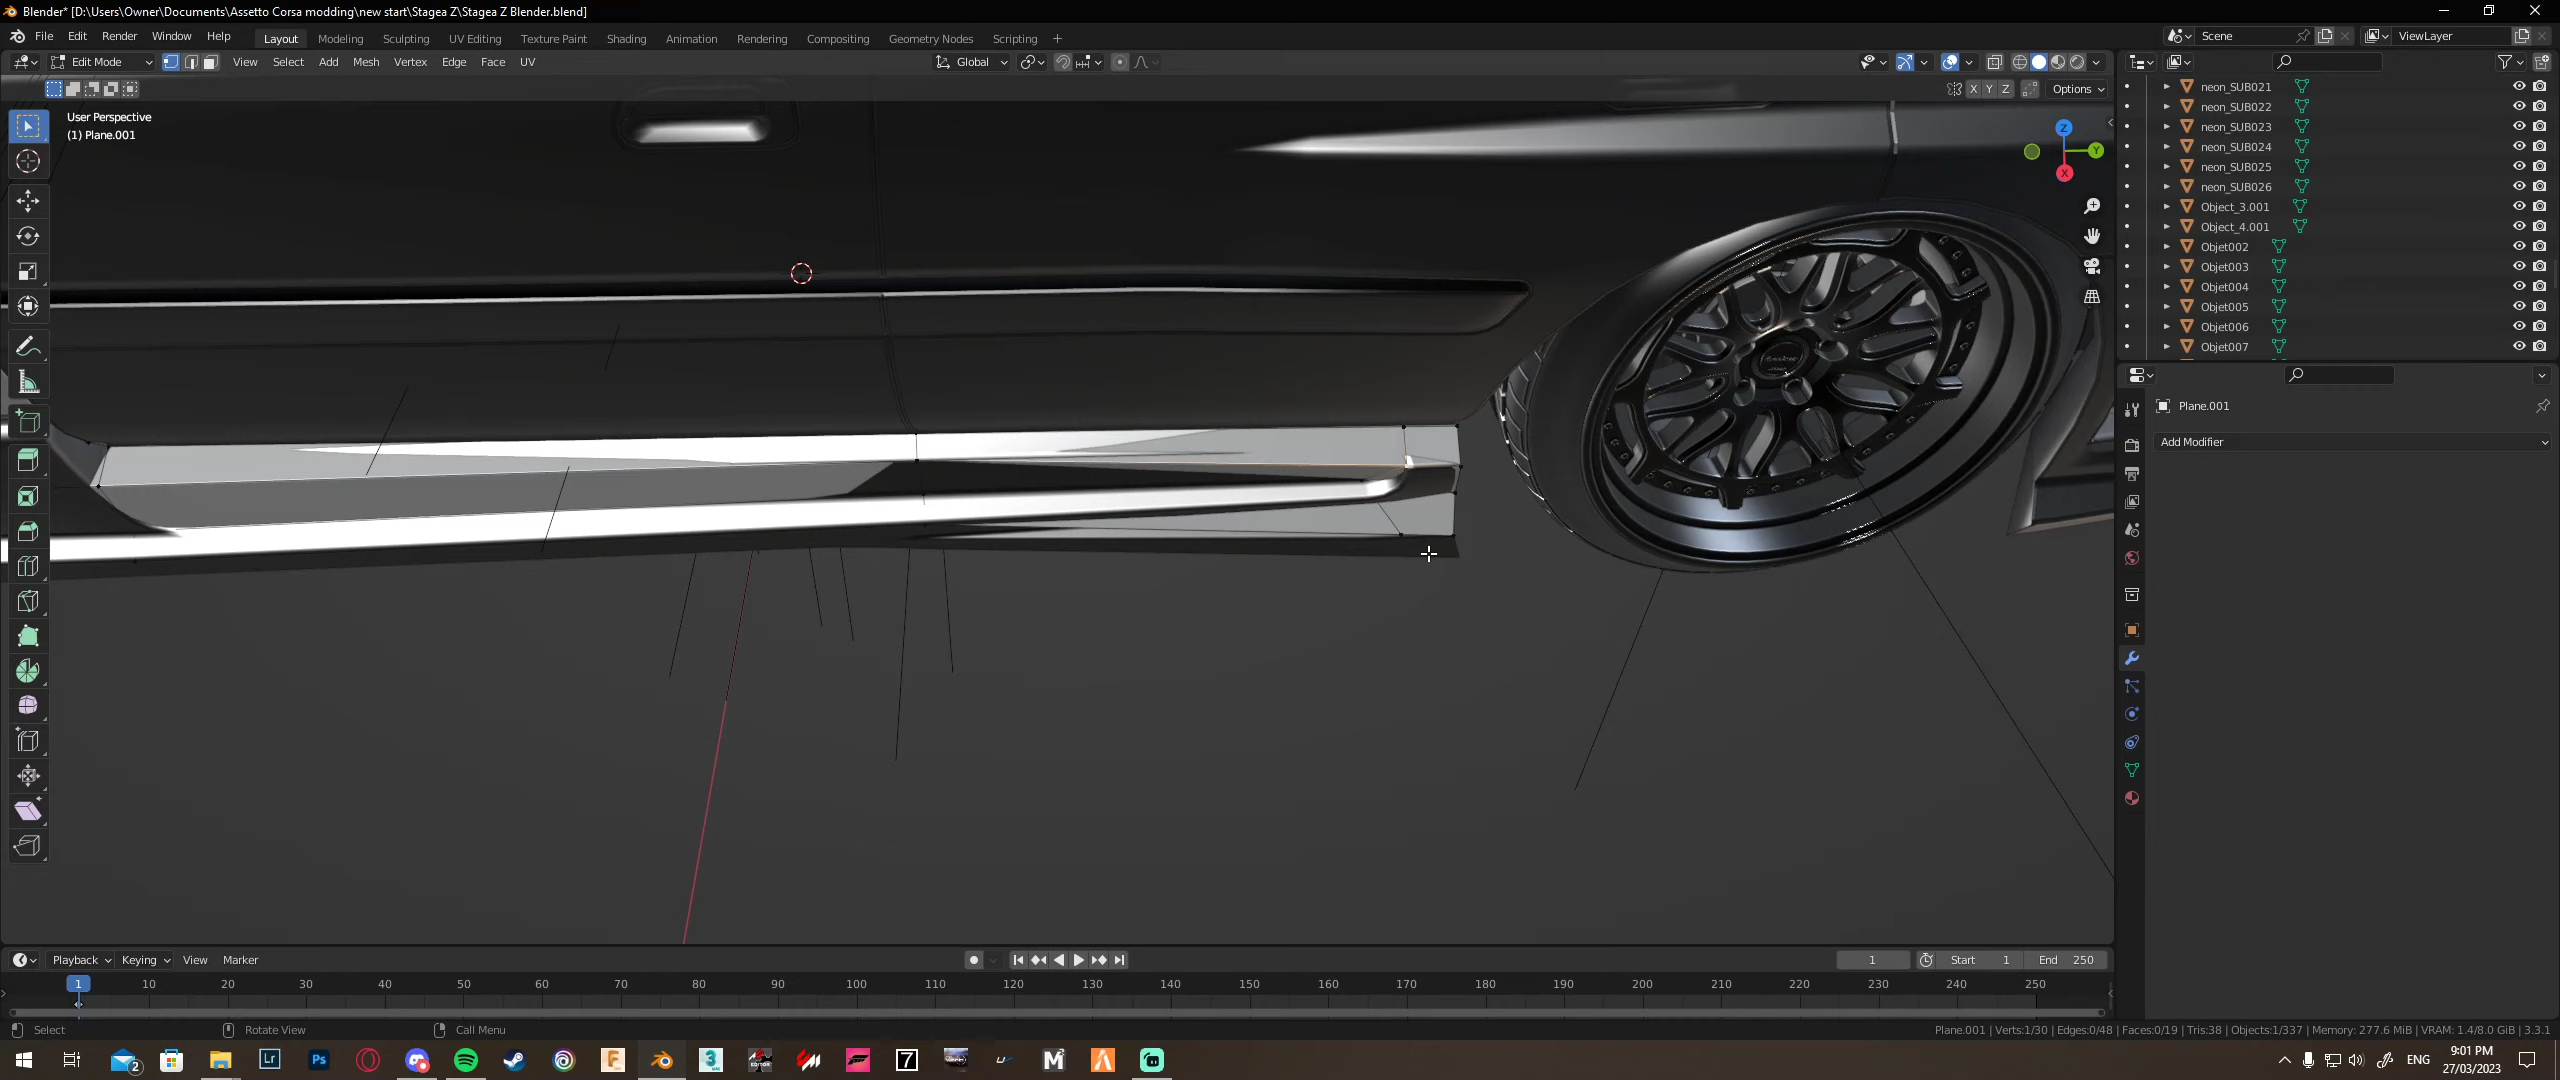 Blender* [D:\Users\Owner\Documents\Assetto Corsa modding\new start\Stagea Z\Stagea Z Blender.blend]
File Edit Render Window Help Layout Modeling Sculpting UV Editing Texture Paint Shading Animation Rendering Compositing Geometry Nodes Scripting + Scene ViewLayer
Edit Mode View Select Add Mesh Vertex Edge Face UV Global
X Y Z Options
User Perspective
(1) Plane.001
Z
Y
X
neon_SUB021
neon_SUB022
neon_SUB023
neon_SUB024
neon_SUB025
neon_SUB026
Object_3.001
Object_4.001
Objet002
Objet003
Objet004
Objet005
Objet006
Objet007
Plane.001
Add Modifier
Playback Keying View Marker 1 Start 1 End 250
1 10 20 30 40 50 60 70 80 90 100 110 120 130 140 150 160 170 180 190 200 210 220 230 240 250
Select Rotate View Call Menu Plane.001 | Verts:1/30 | Edges:0/48 | Faces:0/19 | Tris:38 | Objects:1/337 | Memory: 277.6 MiB | VRAM: 1.4/8.0 GiB | 3.3.1
2 Lr Ps F 3 EDITOR 7 M ENG 9:01 PM
27/03/2023